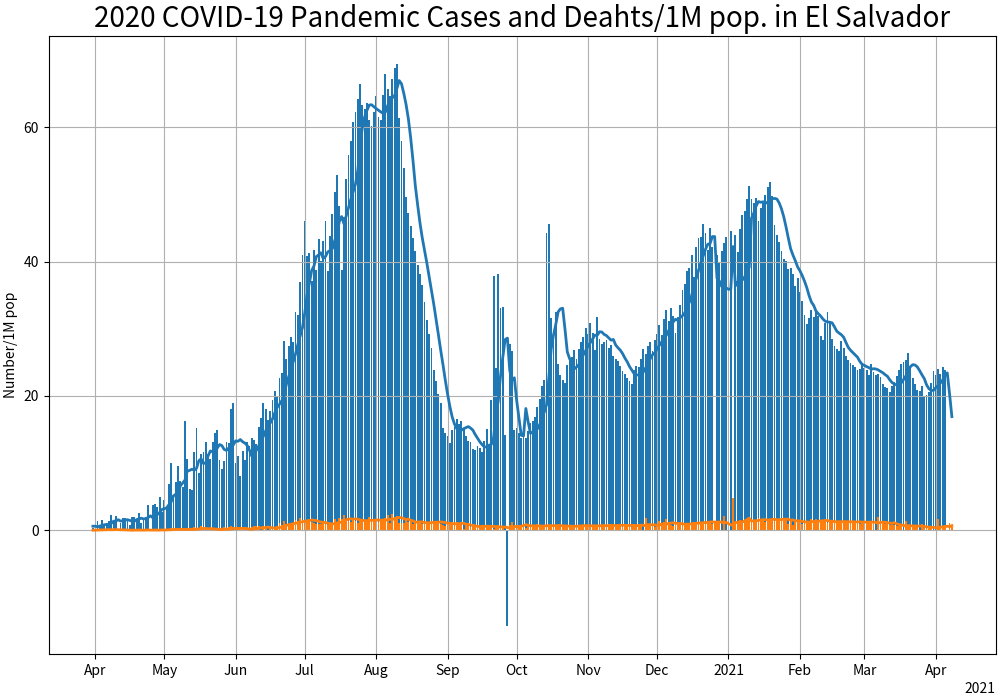 2020 COVID-19 Pandemic Cases and Deahts/1M pop. in El Salvador
Number/1M pop
60
40
20
0
Apr May Jun Jul Aug Sep Oct Nov Dec 2021 Feb Mar Apr
2021